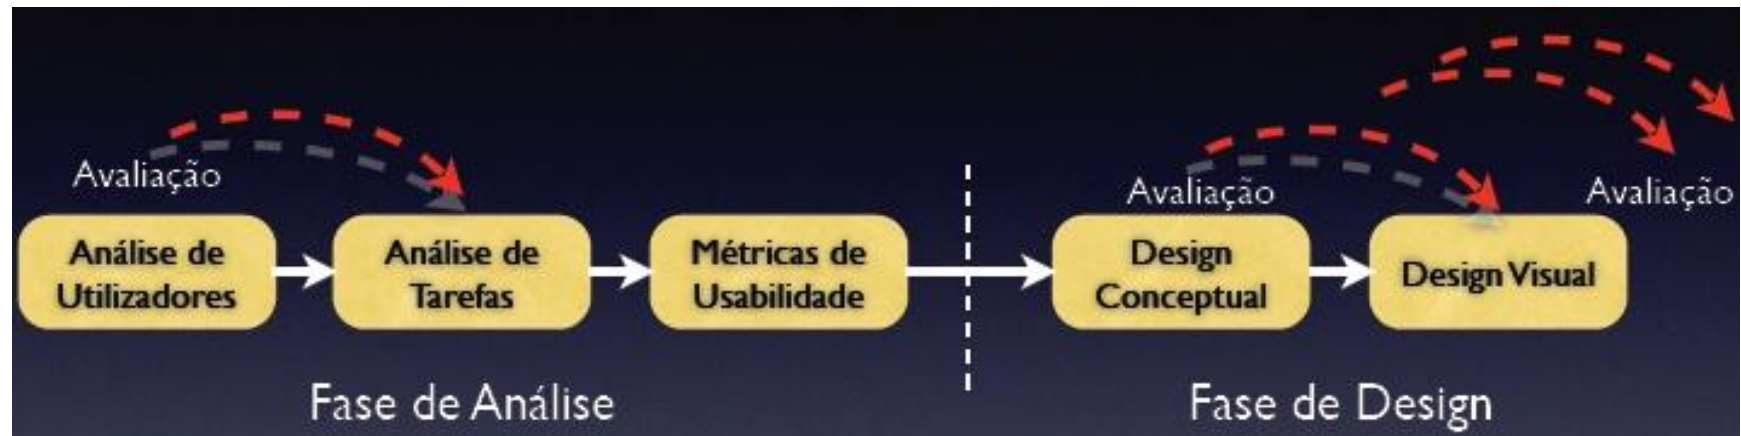 Avaliação
Avaliação
Avaliação
Análise de
Utilizadores
Análise de
Tarefas
Métricas de
Usabilidade
Design
Conceptual
Design Visual
Fase de Análise
Fase de Design